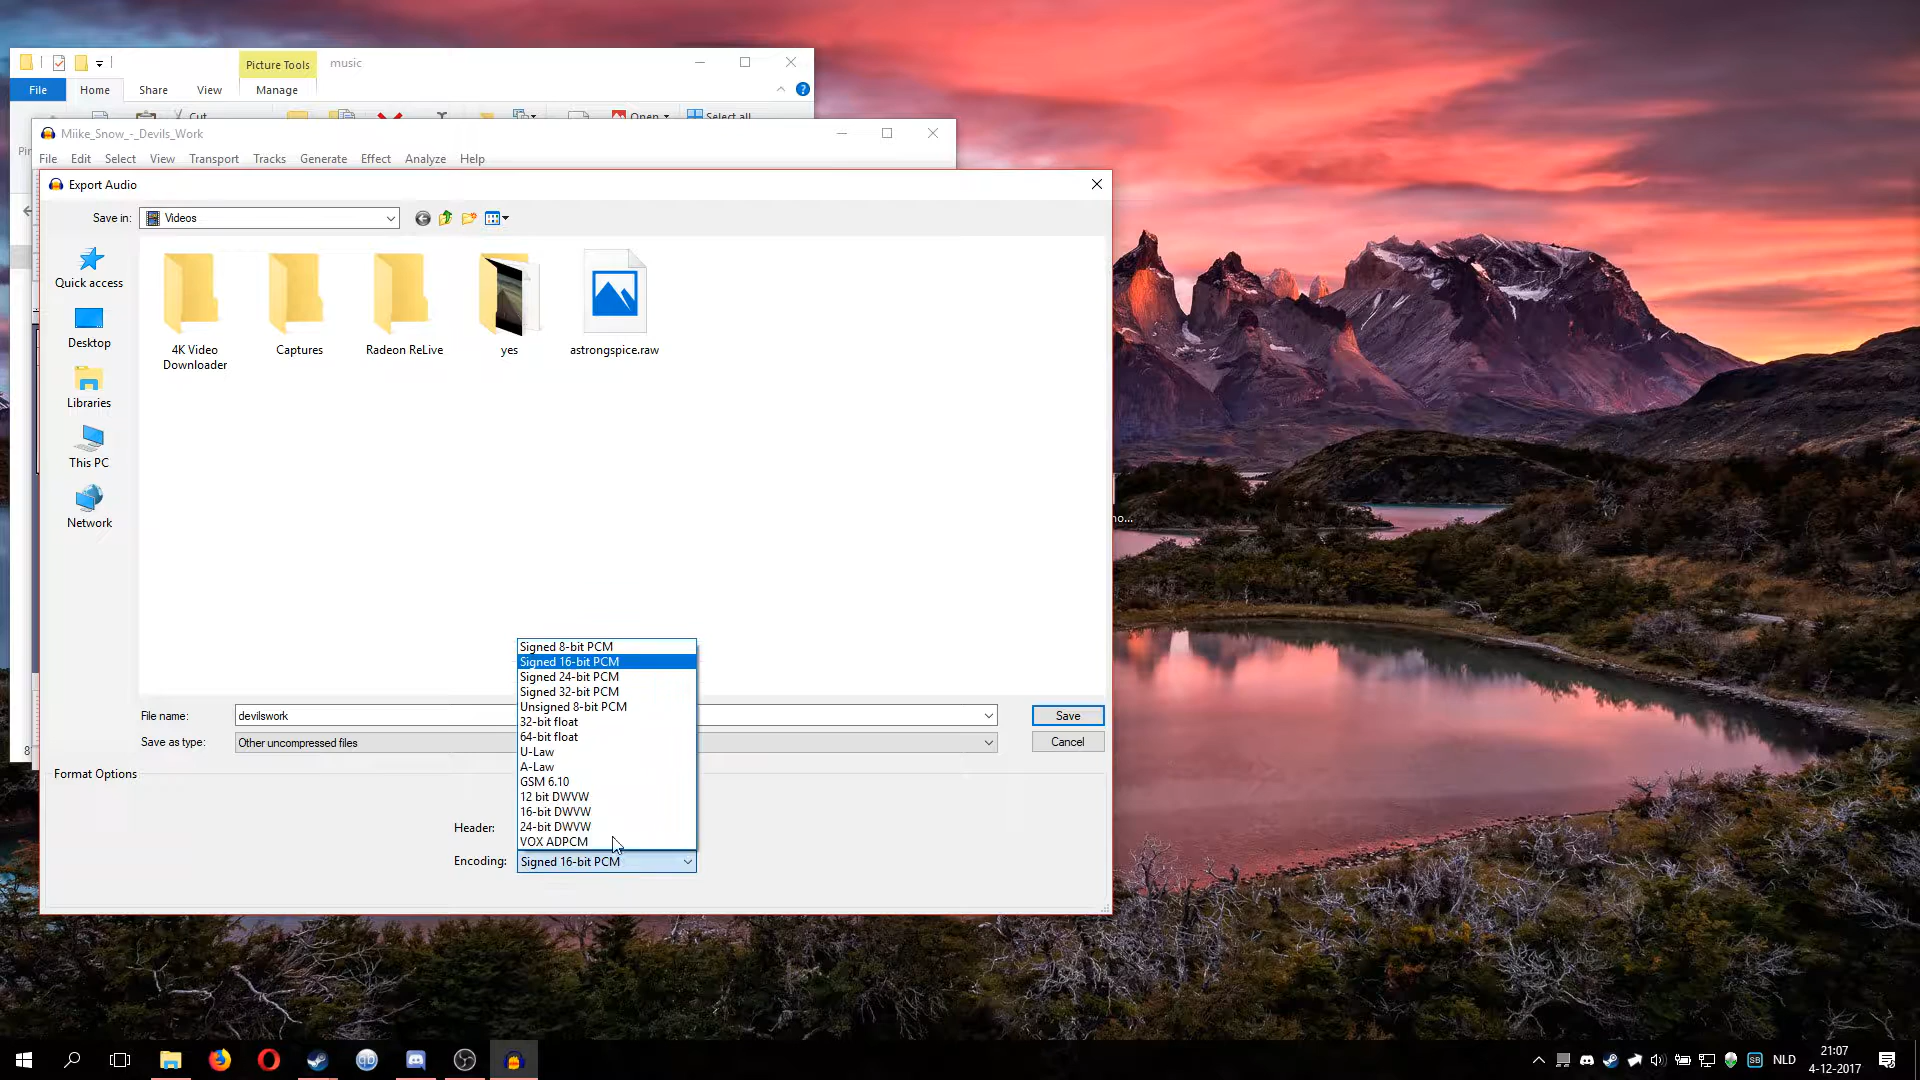 Picture Tools
music
File
Home
Share
View
Manage
Cut
Open
Select all
Miike_Snow_-_Devils_Work
File
Edit
Select
View
Transport
Tracks
Generate
Effect
Analyze
Help
Export Audio
Save in:
Videos
Quick access
Desktop
Libraries
This PC
Network
4K Video
Downloader
Captures
Radeon ReLive
yes
astrongspice.raw
Signed 8-bit PCM
Signed 16-bit PCM
Signed 24-bit PCM
Signed 32-bit PCM
Unsigned 8-bit PCM
32-bit float
64-bit float
U-Law
A-Law
GSM 6.10
12 bit DWVW
16-bit DWVW
24-bit DWVW
VOX ADPCM
File name:
devilswork
Save
Save as type:
Other uncompressed files
Cancel
Format Options
Header:
Encoding:
Signed 16-bit PCM
NLD
21:07
4-12-2017